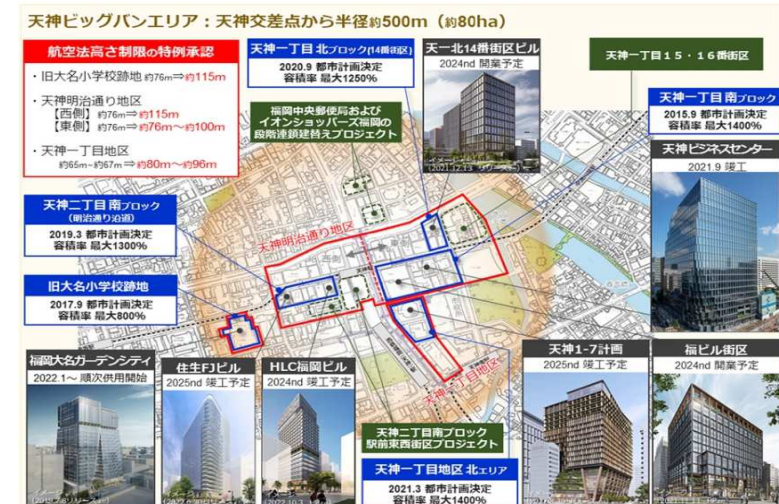 天神ビッグバンエリア:天神交差点から半径約500m(約80ha)
航空法高さ制限の特例承認
・旧大名小学校跡地 約76m⇒約115m
・天神明治通り地区
【西側】約76m⇒約115m
【東側】約76m⇒約76m~約100m
・天神一丁目地区
約65m~約67m⇒約80m~約96m
天神一丁目 北ブロック(14番街区)
2020.9 都市計画決定
容積率 最大1250%
天一北14番街区ビル
2024nd 開業予定
天神一丁目15・16番街区
福岡中央郵便局および
イオンショッパーズ福岡の
段階連鎖建替えプロジェクト
天神一丁目 南ブロック
2015.9 都市計画決定
容積率 最大1400%
天神ビジネスセンター
2021.9 竣工
天神二丁目 南ブロック
(明治通り沿道)
2019.3 都市計画決定
容積率 最大1300%
天神明治通り地区
西側
東側
旧大名小学校跡地
2017.9 都市計画決定
容積率 最大800%
天神一丁目地区
福岡大名ガーデンシティ
2022.1~ 順次供用開始
住生FJビル
2025nd 竣工予定
HLC福岡ビル
2024nd 竣工予定
天神二丁目南ブロック
駅前東西街区プロジェクト
天神一丁目地区 北エリア
2021.3 都市計画決定
容積率 最大1400%
天神1-7計画
2025nd 竣工予定
福ビル街区
2024nd 開業予定